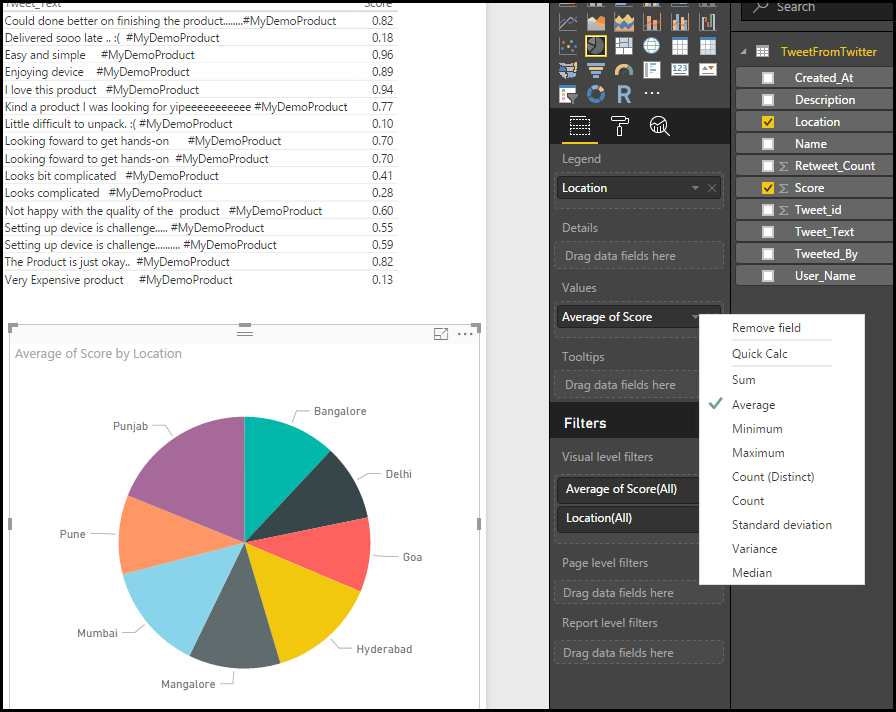 Tweet_Text Score
Could done better on finishing the product........#MyDemoProduct 0.82
Delivered sooo late .. :( #MyDemoProduct 0.18
Easy and simple #MyDemoProduct 0.96
Enjoying device #MyDemoProduct 0.89
I love this product #MyDemoProduct 0.94
Kind a product I was looking for yipeeeeeeeeeee #MyDemoProduct 0.77
Little difficult to unpack. :( #MyDemoProduct 0.10
Looking foward to get hands-on #MyDemoProduct 0.70
Looking foward to get hands-on #MyDemoProduct 0.70
Looks bit complicated #MyDemoProduct 0.41
Looks complicated #MyDemoProduct 0.28
Not happy with the quality of the product #MyDemoProduct 0.60
Setting up device is challenge..... #MyDemoProduct 0.55
Setting up device is challenge.......... #MyDemoProduct 0.59
The Product is just okay.. #MyDemoProduct 0.82
Very Expensive product #MyDemoProduct 0.13
Average of Score by Location
Bangalore
Delhi
Goa
Hyderabad
Mangalore
Mumbai
Pune
Punjab
123
R
Legend
Location
Details
Drag data fields here
Values
Average of Score
Tooltips
Drag data fields here
Filters
Visual level filters
Average of Score(All)
Location(All)
Page level filters
Drag data fields here
Report level filters
Drag data fields here
Remove field
Quick Calc
Sum
Average
Minimum
Maximum
Count (Distinct)
Count
Standard deviation
Variance
Median
Search
TweetFromTwitter
Created_At
Description
Location
Name
Σ Retweet_Count
Σ Score
Σ Tweet_id
Tweet_Text
Tweeted_By
User_Name